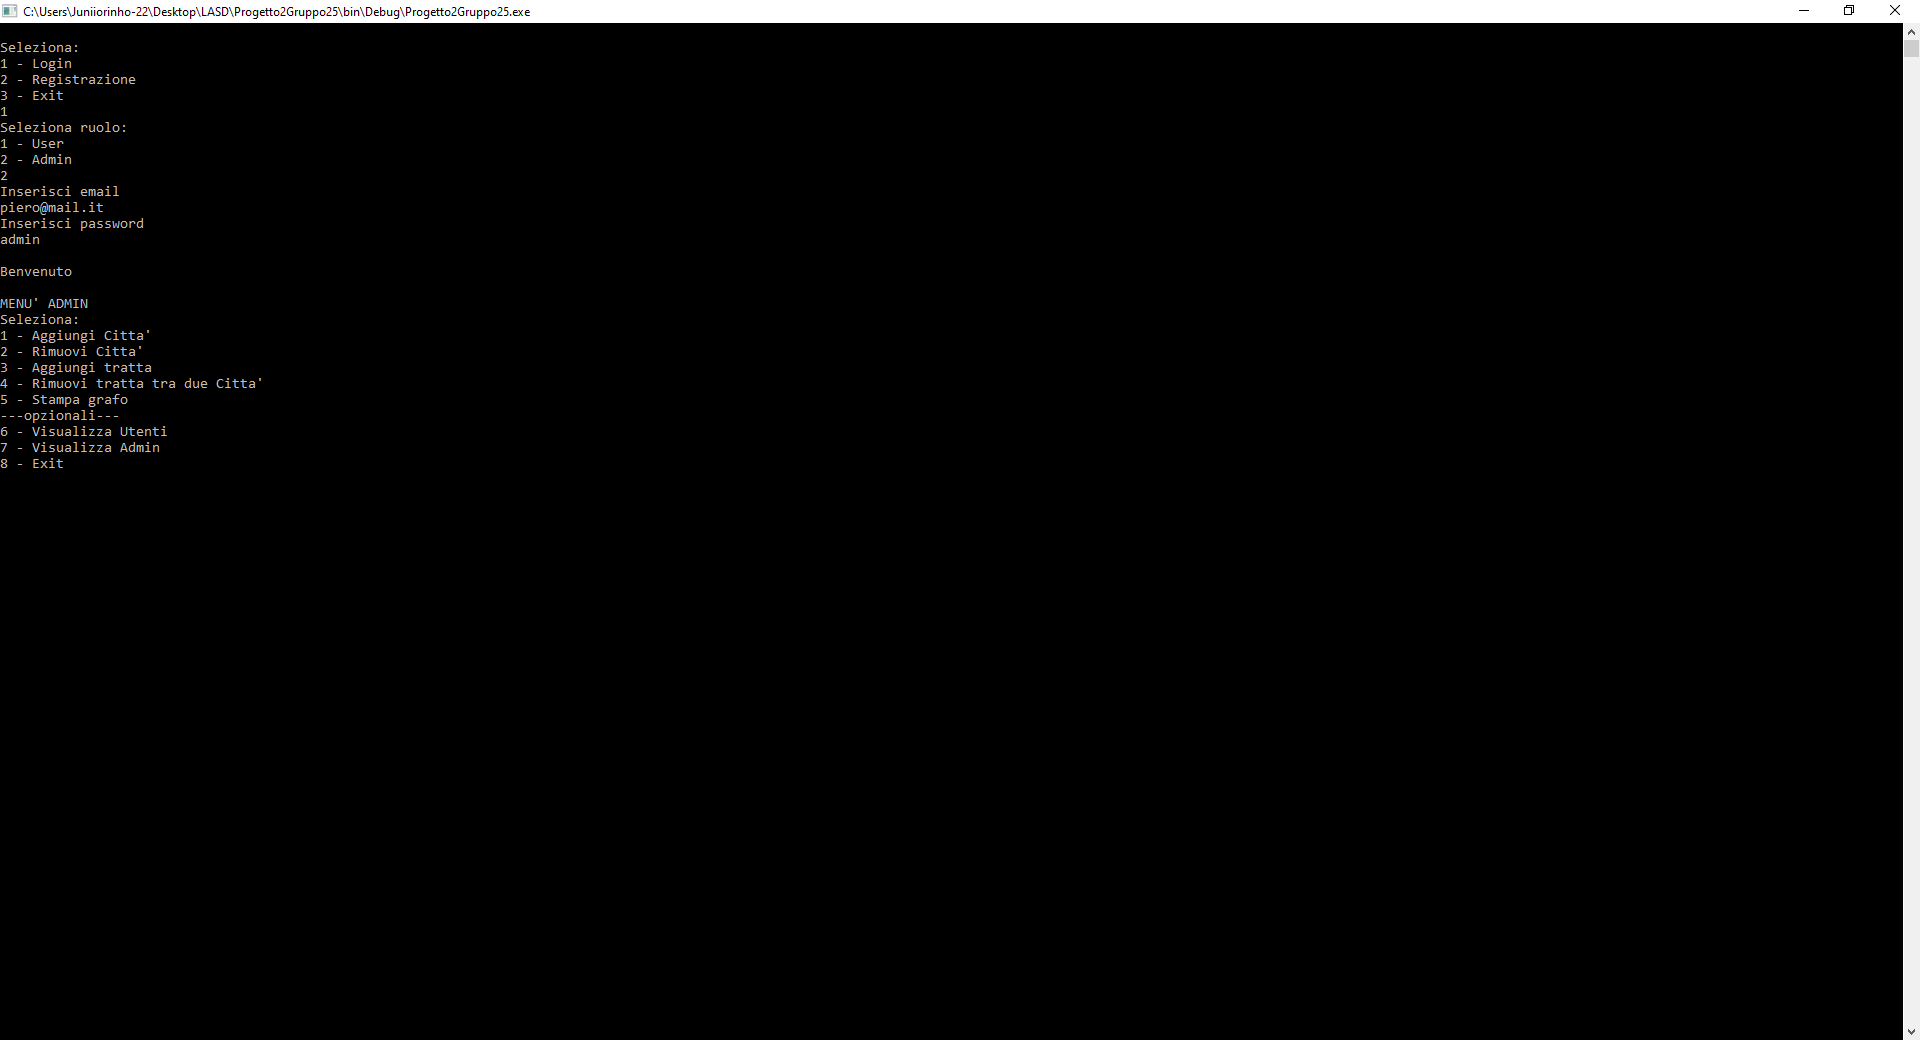 C:\Users\Juniiorinho-22\Desktop\LASD\Progetto2Gruppo25\bin\Debug\Progetto2Gruppo25.exe
Seleziona:
1 - Login
2 - Registrazione
3 - Exit
1
Seleziona ruolo:
1 - User
2 - Admin
2
Inserisci email
piero@mail.it
Inserisci password
admin
Benvenuto
MENU' ADMIN
Seleziona:
1 - Aggiungi Citta'
2 - Rimuovi Citta'
3 - Aggiungi tratta
4 - Rimuovi tratta tra due Citta'
5 - Stampa grafo
---opzionali---
6 - Visualizza Utenti
7 - Visualizza Admin
8 - Exit